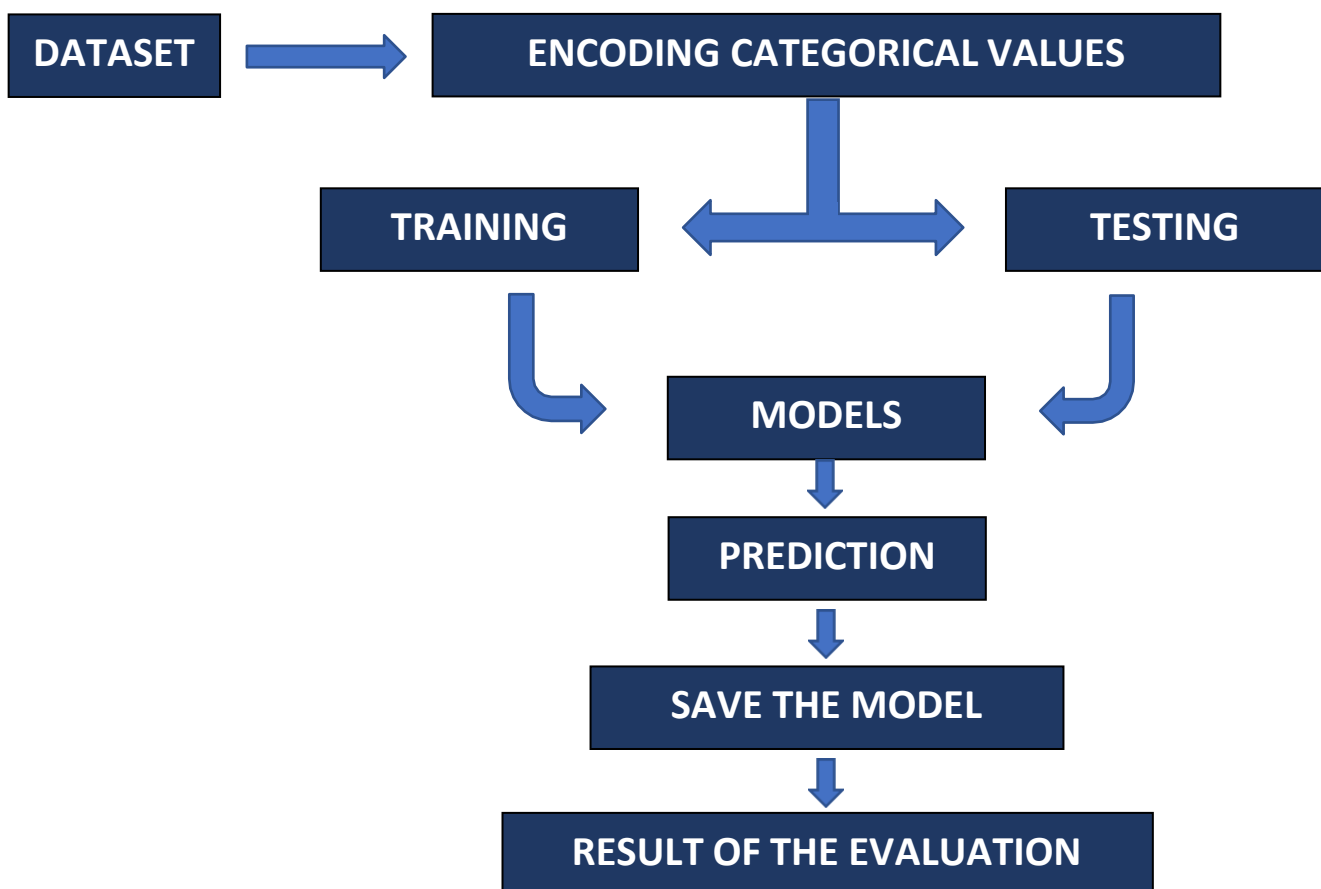 DATASET
ENCODING CATEGORICAL VALUES
TRAINING
TESTING
MODELS
PREDICTION
SAVE THE MODEL
RESULT OF THE EVALUATION